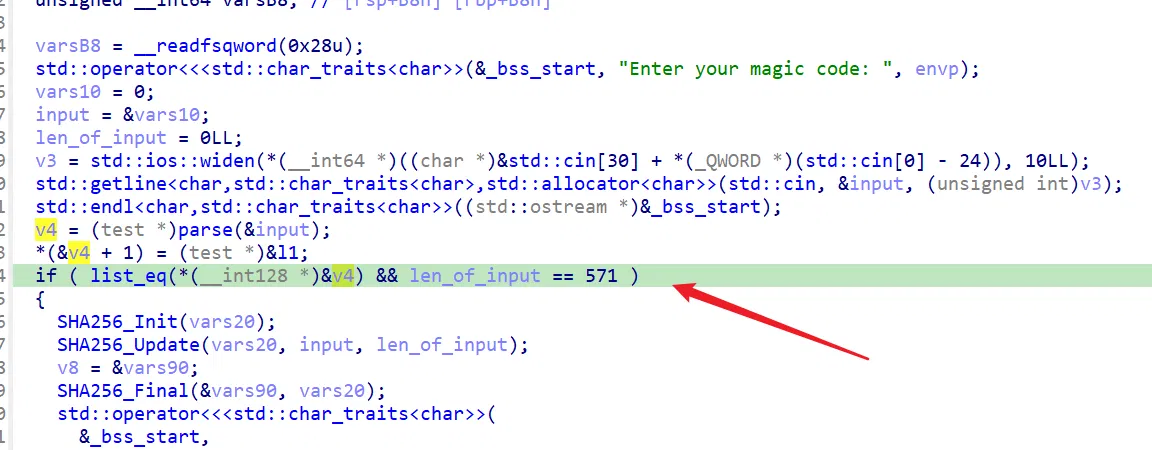 unsigned __int64 varsB8; // [rsp+B8h] [rbp+B8h]
3
4 varsB8 = __readfsqword(0x28u);
5 std::operator<<<std::char_traits<char>>(&_bss_start, "Enter your magic code: ", envp);
6 vars10 = 0;
7 input = &vars10;
8 len_of_input = 0LL;
9 v3 = std::ios::widen(*(__int64 *)((char *)&std::cin[30] + *(_QWORD *)(std::cin[0] - 24)), 10LL);
0 std::getline<char,std::char_traits<char>,std::allocator<char>>(std::cin, &input, (unsigned int)v3);
1 std::endl<char,std::char_traits<char>>((std::ostream *)&_bss_start);
2 v4 = (test *)parse(&input);
3 *(&v4 + 1) = (test *)&l1;
4 if ( list_eq(*(__int128 *)&v4) && len_of_input == 571 )
5 {
6 SHA256_Init(vars20);
7 SHA256_Update(vars20, input, len_of_input);
8 v8 = &vars90;
9 SHA256_Final(&vars90, vars20);
0 std::operator<<<std::char_traits<char>>(
1 &_bss_start,